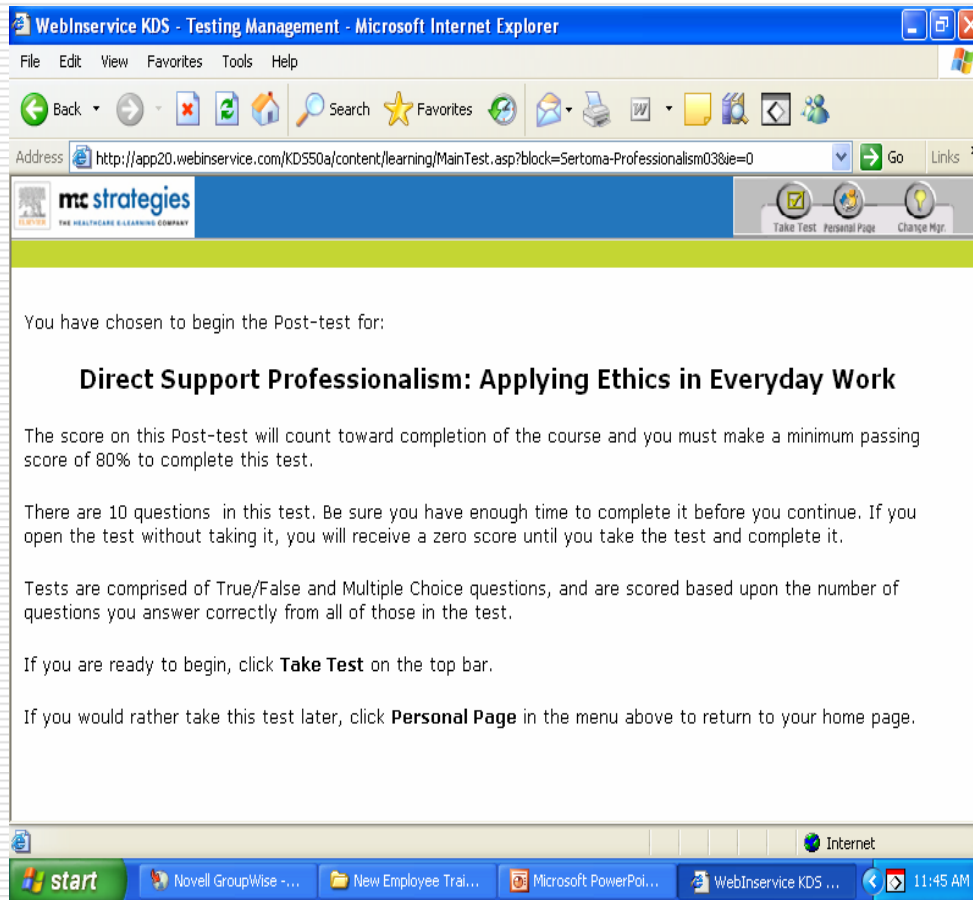 WebInservice KDS - Testing Management - Microsoft Internet Explorer
File Edit View Favorites Tools Help
Back Search Favorites
Address http://app20.webinservice.com/KDS50a/content/learning/MainTest.asp?block=Sertoma-Professionalism03&ie=0 Go Links
ELSEVIER mc strategies
THE HEALTHCARE E-LEARNING COMPANY
Take Test Personal Page Change Mgr.
You have chosen to begin the Post-test for:
Direct Support Professionalism: Applying Ethics in Everyday Work
The score on this Post-test will count toward completion of the course and you must make a minimum passing
score of 80% to complete this test.
There are 10 questions in this test. Be sure you have enough time to complete it before you continue. If you
open the test without taking it, you will receive a zero score until you take the test and complete it.
Tests are comprised of True/False and Multiple Choice questions, and are scored based upon the number of
questions you answer correctly from all of those in the test.
If you are ready to begin, click Take Test on the top bar.
If you would rather take this test later, click Personal Page in the menu above to return to your home page.
Internet
start Novell GroupWise -... New Employee Trai... Microsoft PowerPoi... WebInservice KDS ... 11:45 AM